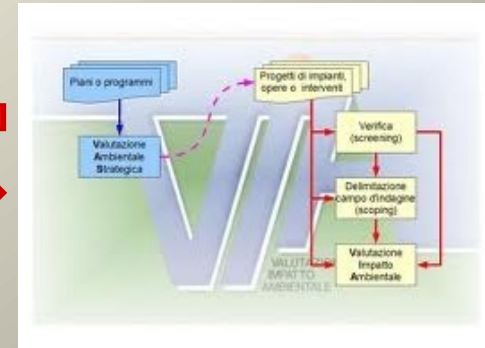 Piani o programmi
Valutazione
Ambientale
Strategica
Progetti di impianti,
opere o interventi
Verifica
(screening)
Delimitazione
campo d'indagine
(scoping)
Valutazione
Impatto
Ambientale
VIA
VALUTAZIONE
IMPATTO
AMBIENTALE